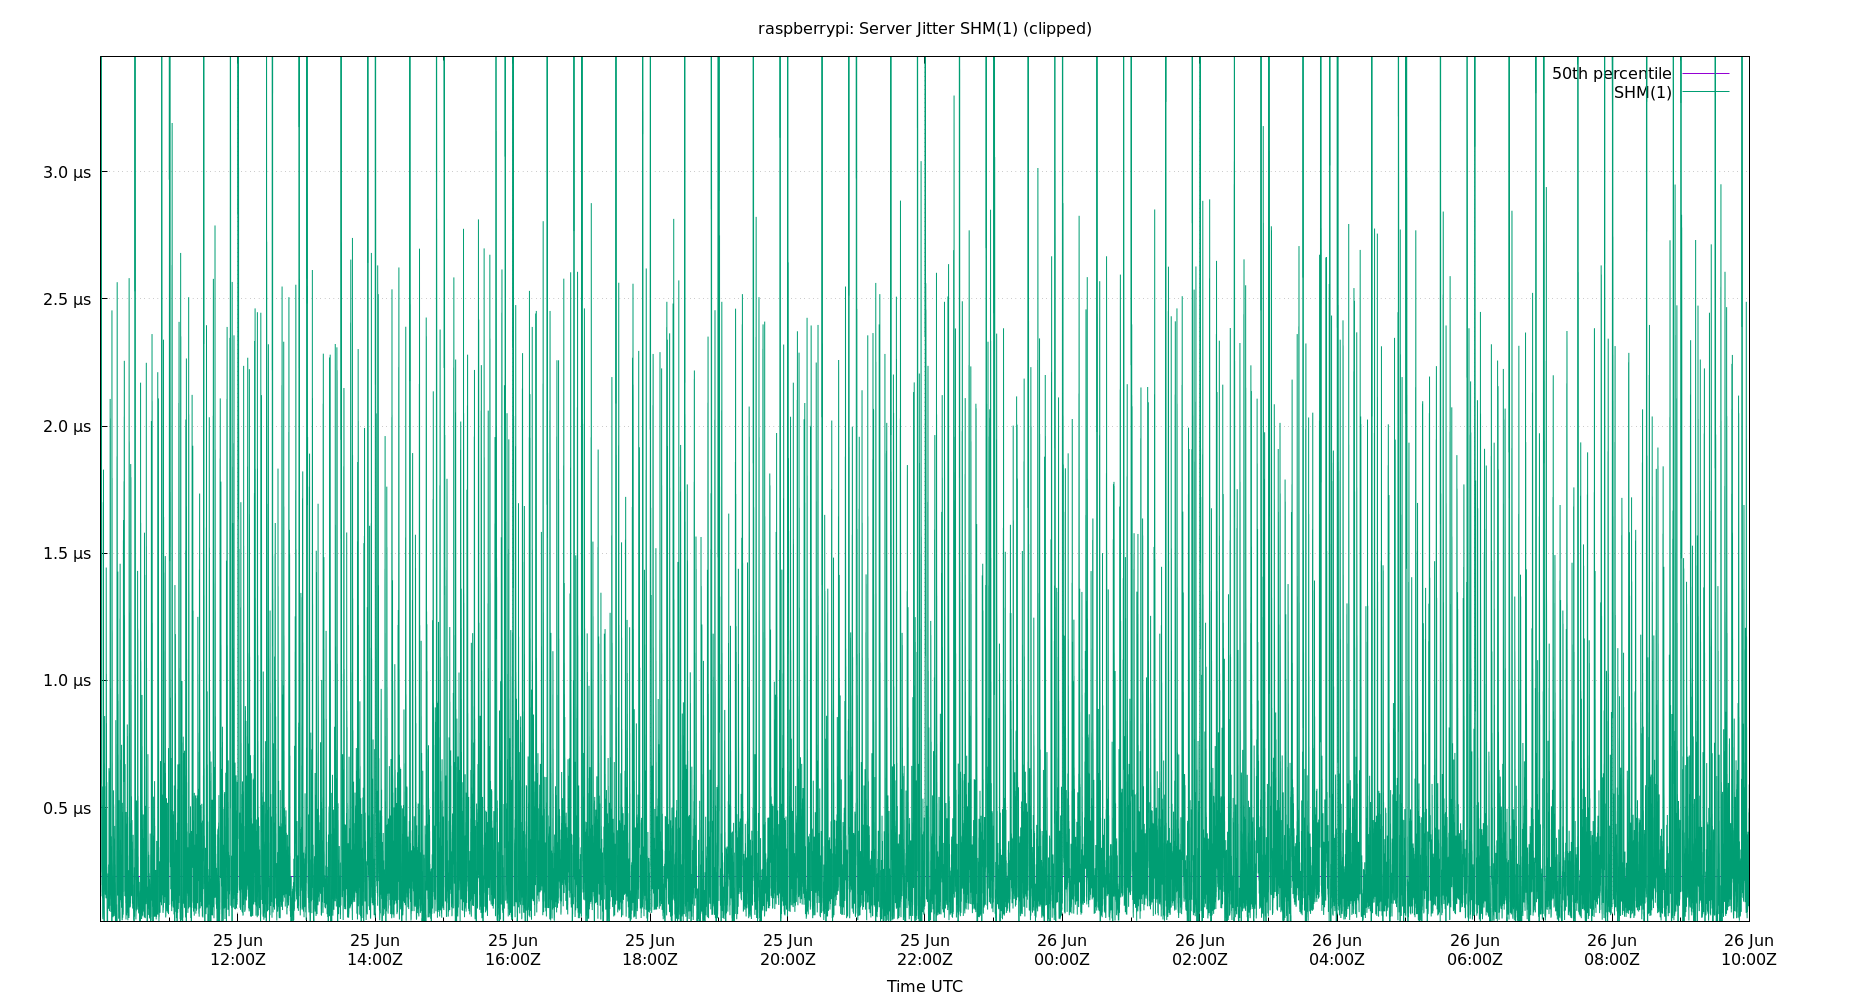 raspberrypi: Server Jitter SHM(1) (clipped)
50th percentile
SHM(1)
3.0 µs
2.5 µs
2.0 µs
1.5 µs
1.0 µs
0.5 µs
25 Jun 25 Jun 25 Jun 25 Jun 25 Jun 25 Jun 26 Jun 26 Jun 26 Jun 26 Jun 26 Jun 26 Jun
12:00Z 14:00Z 16:00Z 18:00Z 20:00Z 22:00Z 00:00Z 02:00Z 04:00Z 06:00Z 08:00Z 10:00Z
Time UTC